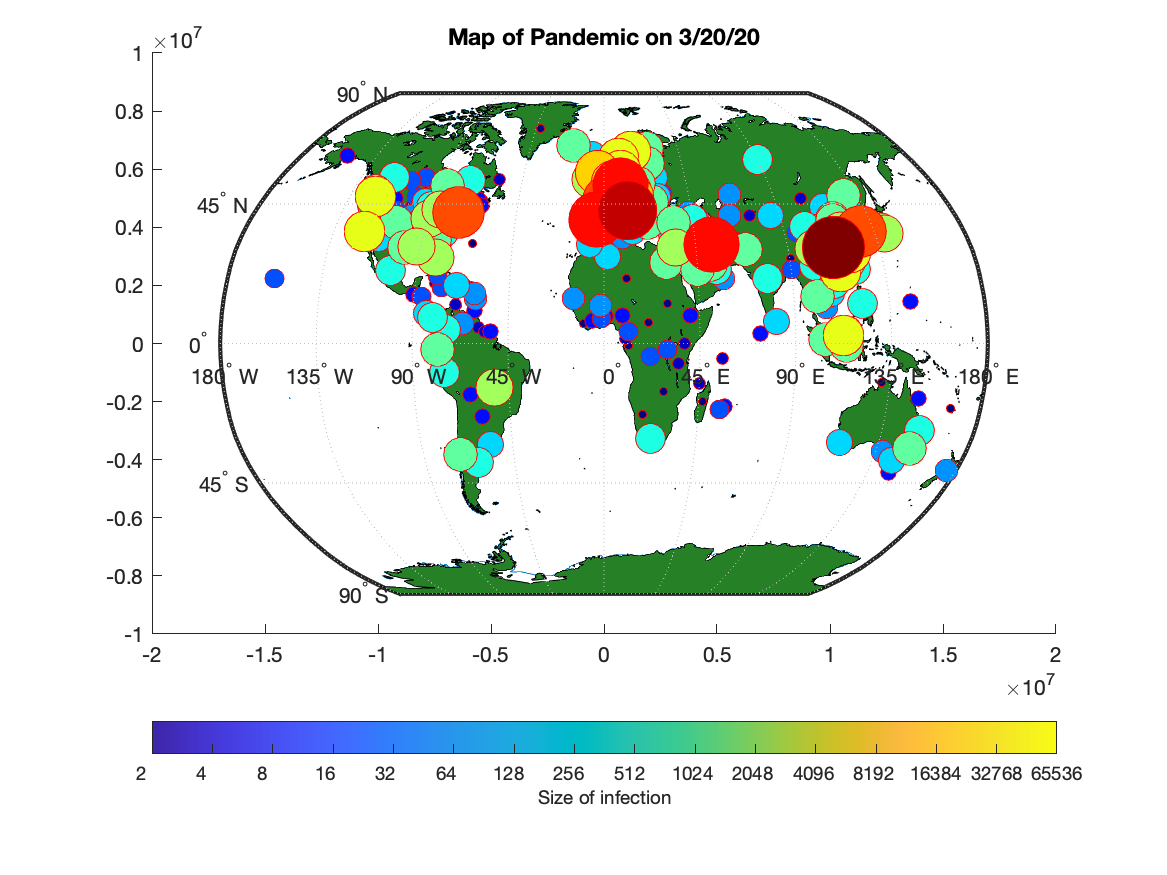 Map of Pandemic on 3/20/20
×10^7
1
0.8
0.6
0.4
0.2
0
-0.2
-0.4
-0.6
-0.8
-1
90° N
45° N
0°
180° W 135° W 90° W 45° W 0° 45° E 90° E 135° E 180° E
45° S
90° S
-2 -1.5 -1 -0.5 0 0.5 1 1.5 2
×10^7
2 4 8 16 32 64 128 256 512 1024 2048 4096 8192 16384 32768 65536
Size of infection